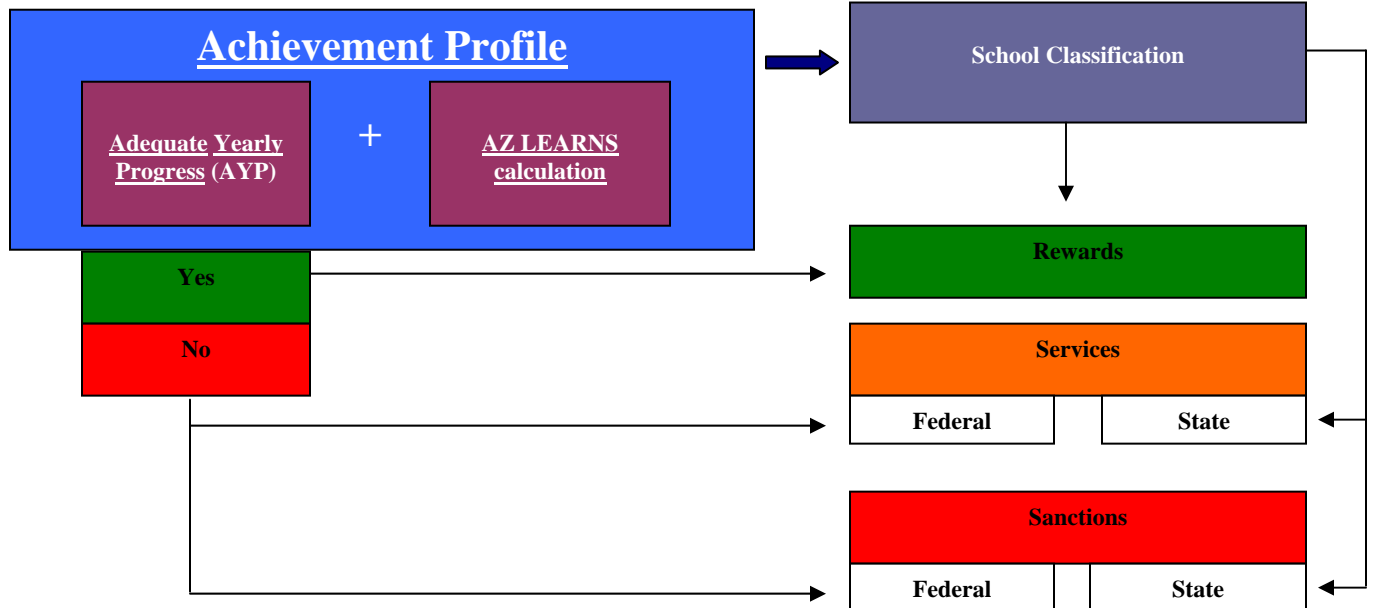 Achievement Profile
Adequate Yearly
Progress (AYP)
+
AZ LEARNS
calculation
School Classification
Yes
No
Rewards
Services
Federal
State
Sanctions
Federal
State